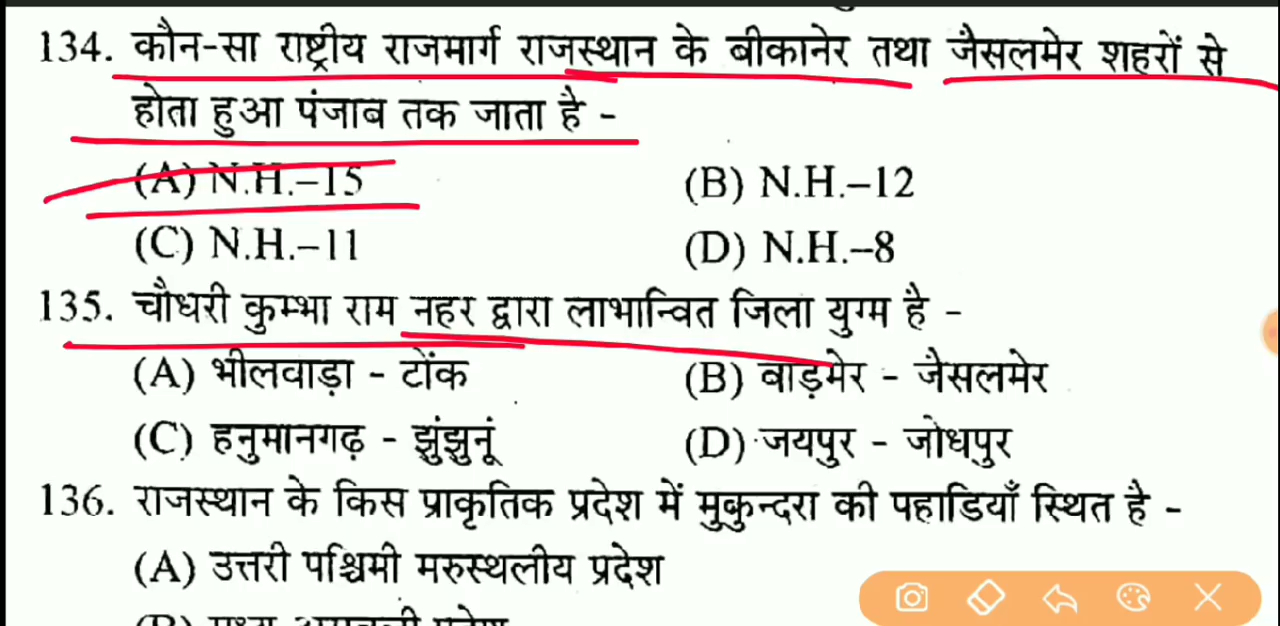 134. कौन-सा राष्ट्रीय राजमार्ग राजस्थान के बीकानेर तथा जैसलमेर शहरों से
होता हुआ पंजाब तक जाता है -
(A) N.H.–15 (B) N.H.–12
(C) N.H.–11 (D) N.H.–8
135. चौधरी कुम्भा राम नहर द्वारा लाभान्वित जिला युग्म है -
(A) भीलवाड़ा - टोंक (B) वाड़मेर - जैसलमेर
(C) हनुमानगढ़ - झुंझुनूं (D) जयपुर - जोधपुर
136. राजस्थान के किस प्राकृतिक प्रदेश में मुकुन्दरा की पहाडियाँ स्थित है -
(A) उत्तरी पश्चिमी मरुस्थलीय प्रदेश